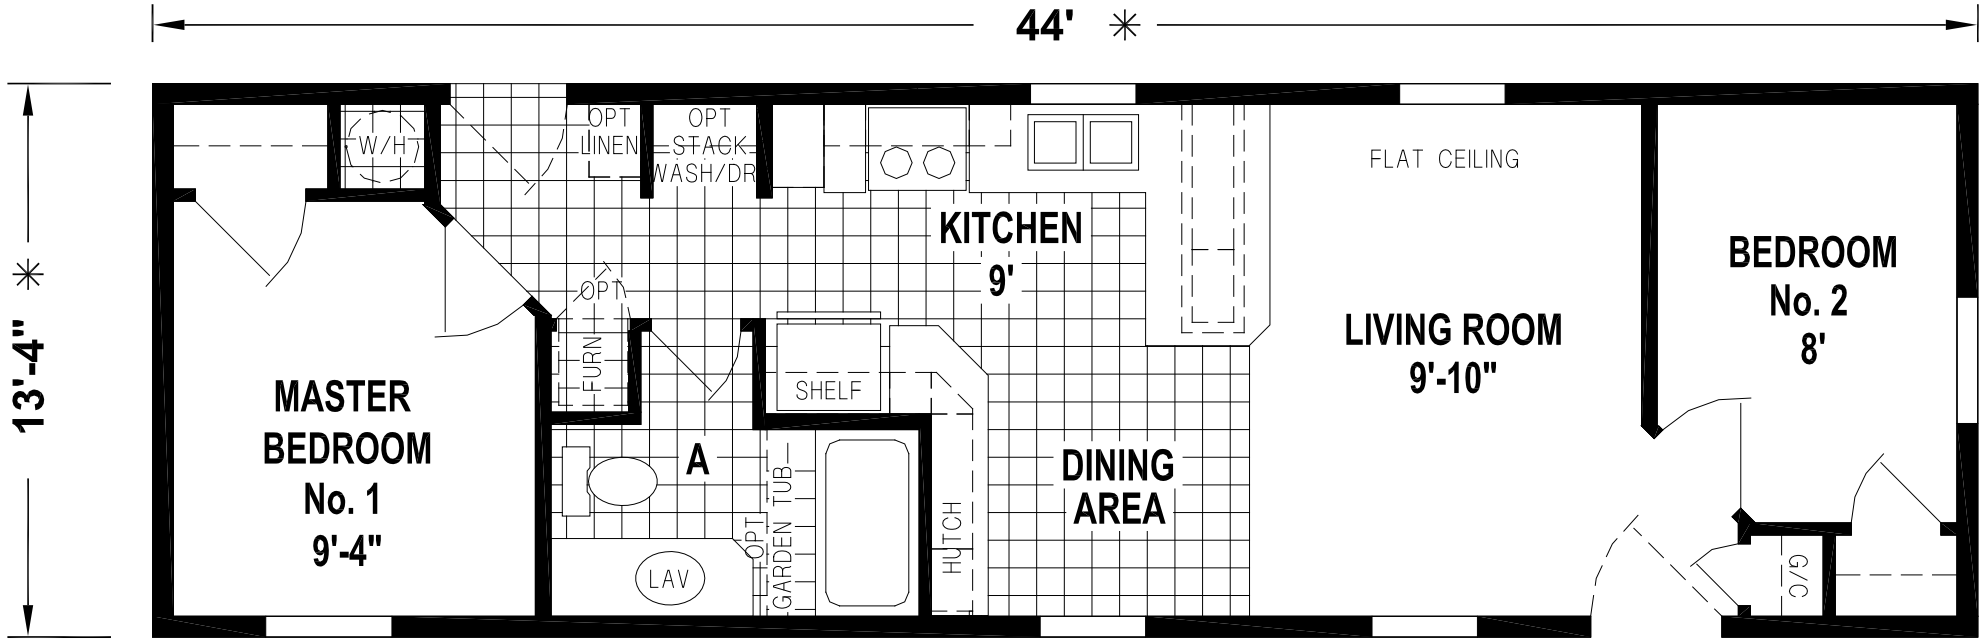 44' ✳
13'-4" ✳
W/H
OPT
LINEN
OPT
STACK
WASH/DR
FLAT CEILING
KITCHEN
9'
BEDROOM
No. 2
8'
OPT
FURN
LIVING ROOM
9'-10"
SHELF
MASTER
BEDROOM
No. 1
9'-4"
A
DINING
AREA
OPT
GARDEN TUB
HUTCH
LAV
G/C